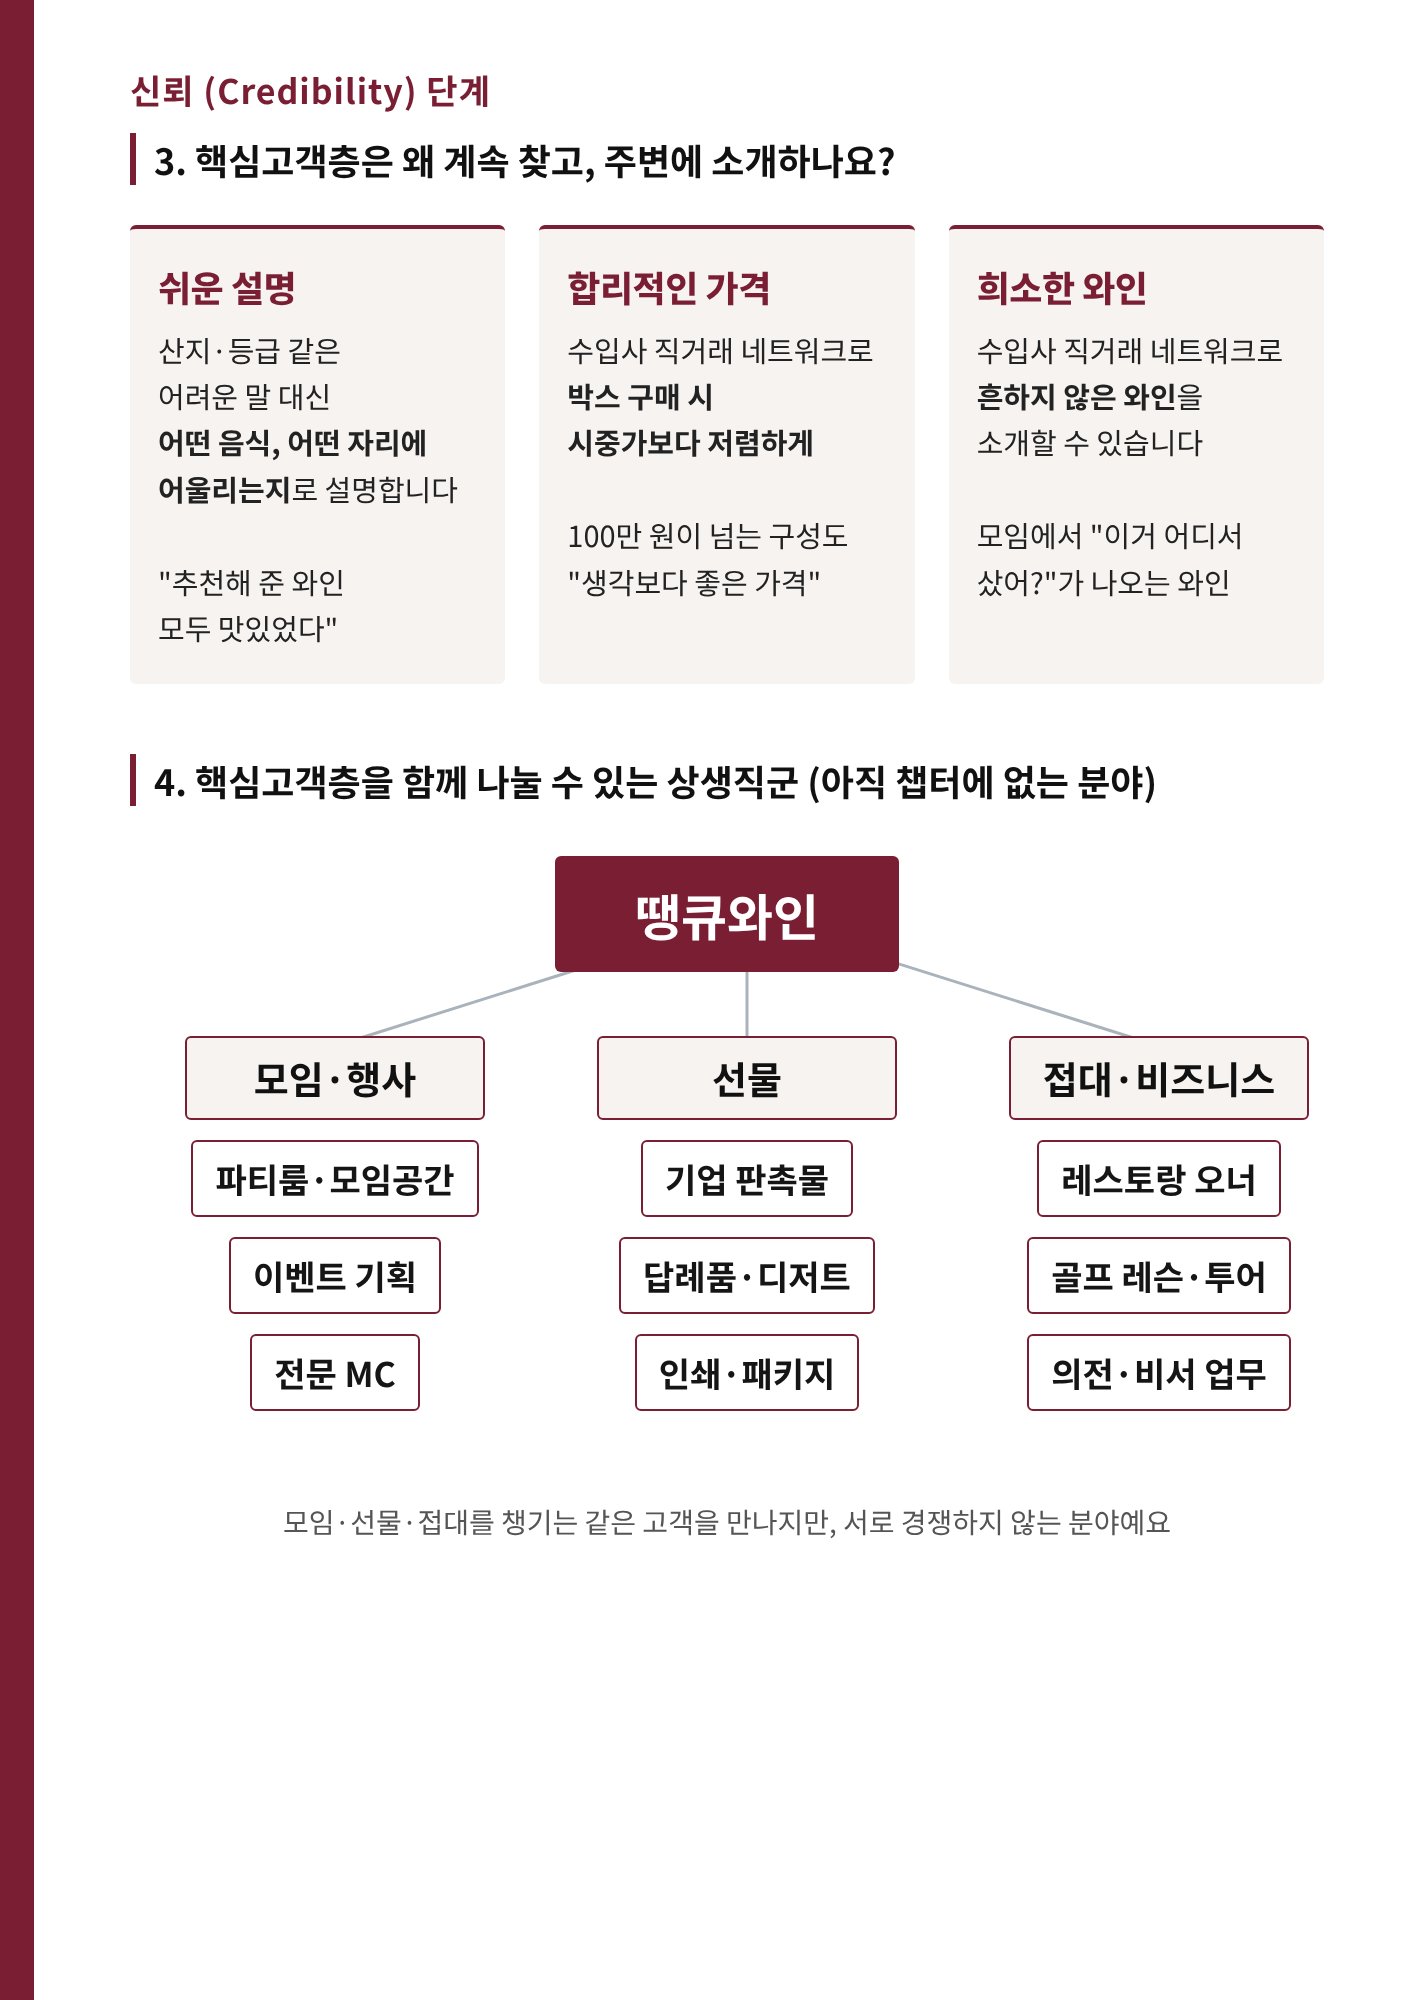 신뢰 (Credibility) 단계
3. 핵심고객층은 왜 계속 찾고, 주변에 소개하나요?
쉬운 설명
산지·등급 같은
어려운 말 대신
어떤 음식, 어떤 자리에
어울리는지로 설명합니다
"추천해 준 와인
모두 맛있었다"
합리적인 가격
수입사 직거래 네트워크로
박스 구매 시
시중가보다 저렴하게
100만 원이 넘는 구성도
"생각보다 좋은 가격"
희소한 와인
수입사 직거래 네트워크로
흔하지 않은 와인을
소개할 수 있습니다
모임에서 "이거 어디서
샀어?"가 나오는 와인
4. 핵심고객층을 함께 나눌 수 있는 상생직군 (아직 챕터에 없는 분야)
땡큐와인
모임·행사
파티룸·모임공간
이벤트 기획
전문 MC
선물
기업 판촉물
답례품·디저트
인쇄·패키지
접대·비즈니스
레스토랑 오너
골프 레슨·투어
의전·비서 업무
모임·선물·접대를 챙기는 같은 고객을 만나지만, 서로 경쟁하지 않는 분야예요